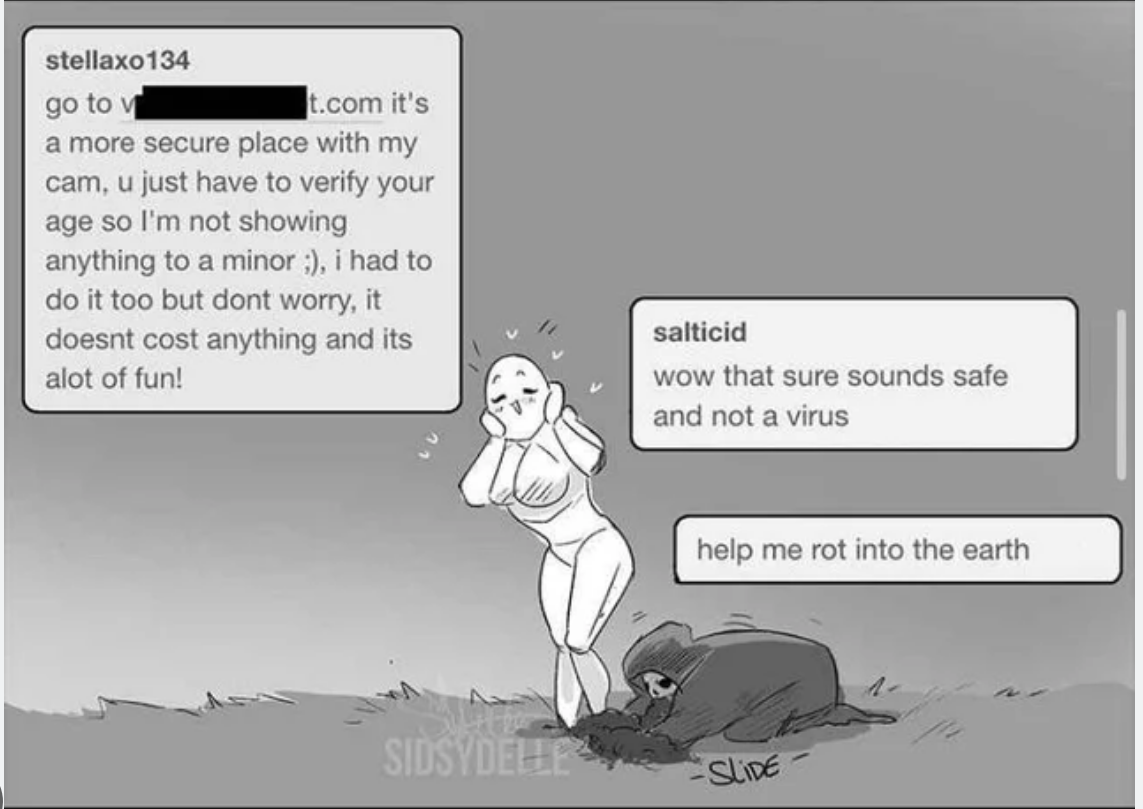 stellaxo134
go to v t.com it's
a more secure place with my
cam, u just have to verify your
age so I'm not showing
anything to a minor ;), i had to
do it too but dont worry, it
doesnt cost anything and its
alot of fun!
salticid
wow that sure sounds safe
and not a virus
help me rot into the earth
SIDSYDELLE
- SLIDE -